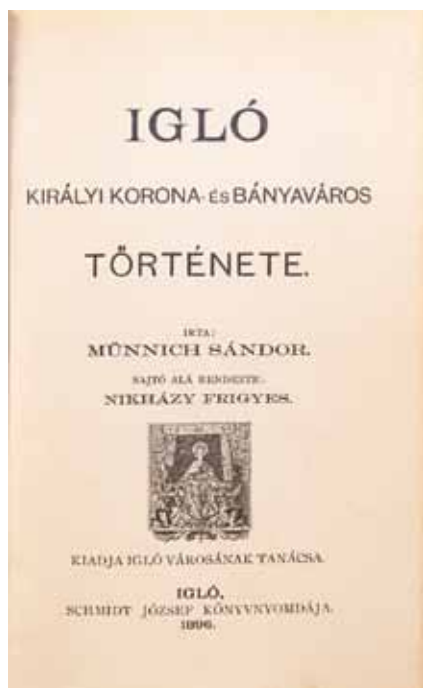 IGLÓ
KIRÁLYI KORONA- ÉS BÁNYAVÁROS
TÖRTÉNETE.
IRTA:
MÜNNICH SÁNDOR.
SAJTÓ ALÁ RENDEZTE:
NIKHÁZY FRIGYES.
KIADJA IGLÓ VÁROSÁNAK TANÁCSA.
IGLÓ.
SCHMIDT JÓZSEF KÖNYVNYOMDÁJA.
1896.